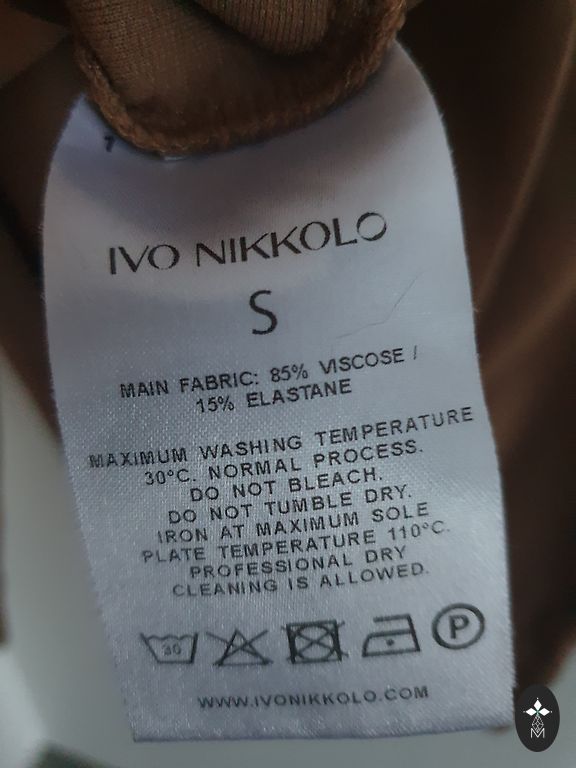 IVO NIKKOLO
S
MAIN FABRIC: 85% VISCOSE /
15% ELASTANE
MAXIMUM WASHING TEMPERATURE
30°C. NORMAL PROCESS.
DO NOT BLEACH.
DO NOT TUMBLE DRY.
IRON AT MAXIMUM SOLE
PLATE TEMPERATURE 110°C.
PROFESSIONAL DRY
CLEANING IS ALLOWED.
30 P
WWW.IVONIKKOLO.COM
M